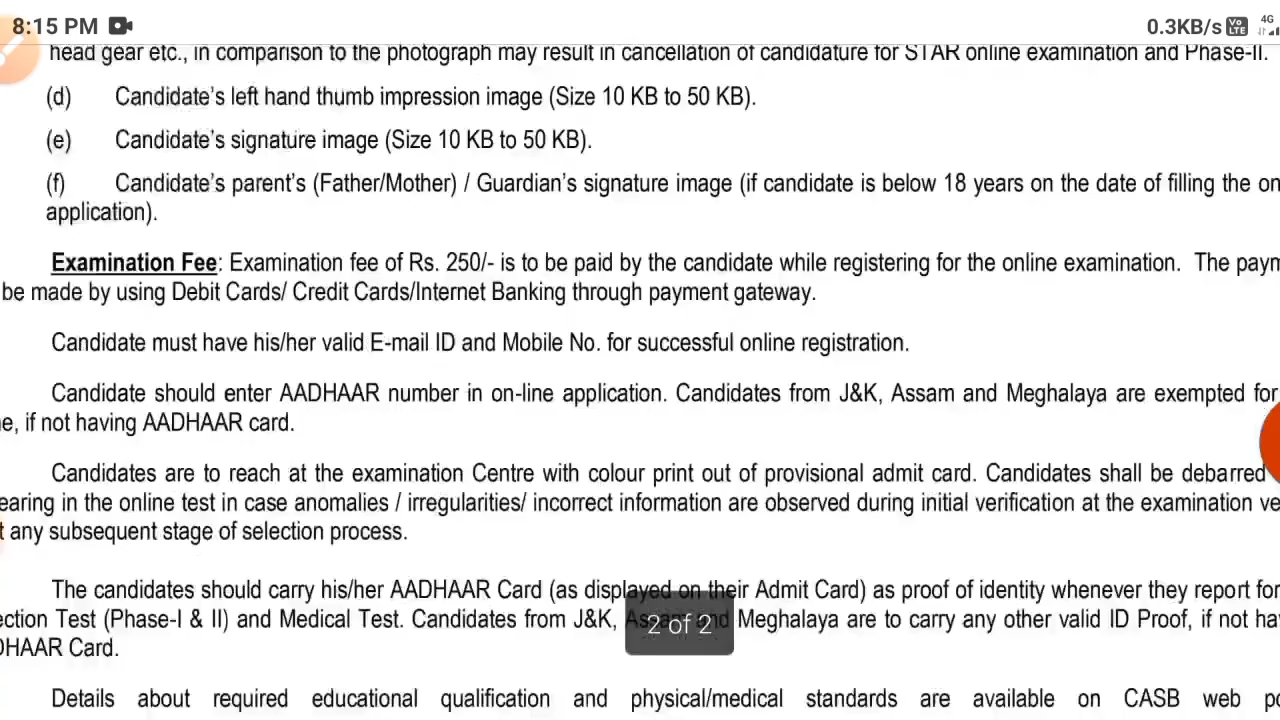 8:15 PM
0.3KB/s Vo LTE 4G
head gear etc., in comparison to the photograph may result in cancellation of candidature for STAR online examination and Phase-II.
(d) Candidate's left hand thumb impression image (Size 10 KB to 50 KB).
(e) Candidate's signature image (Size 10 KB to 50 KB).
(f) Candidate's parent's (Father/Mother) / Guardian's signature image (if candidate is below 18 years on the date of filling the on
application).
Examination Fee: Examination fee of Rs. 250/- is to be paid by the candidate while registering for the online examination. The paym
be made by using Debit Cards/ Credit Cards/Internet Banking through payment gateway.
Candidate must have his/her valid E-mail ID and Mobile No. for successful online registration.
Candidate should enter AADHAAR number in on-line application. Candidates from J&K, Assam and Meghalaya are exempted for
e, if not having AADHAAR card.
Candidates are to reach at the examination Centre with colour print out of provisional admit card. Candidates shall be debarred
earing in the online test in case anomalies / irregularities/ incorrect information are observed during initial verification at the examination ve
t any subsequent stage of selection process.
The candidates should carry his/her AADHAAR Card (as displayed on their Admit Card) as proof of identity whenever they report for
ection Test (Phase-I & II) and Medical Test. Candidates from J&K, Assam and Meghalaya are to carry any other valid ID Proof, if not ha
2 of 2
DHAAR Card.
Details about required educational qualification and physical/medical standards are available on CASB web po